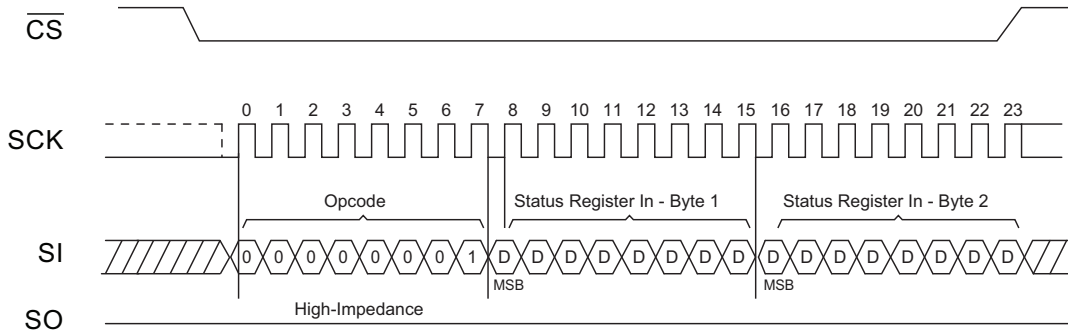 CS
0 1 2 3 4 5 6 7 8 9 10 11 12 13 14 15 16 17 18 19 20 21 22 23
SCK
Opcode Status Register In - Byte 1 Status Register In - Byte 2
SI 0 0 0 0 0 0 0 1 D D D D D D D D D D D D D D D D
MSB MSB
High-Impedance
SO